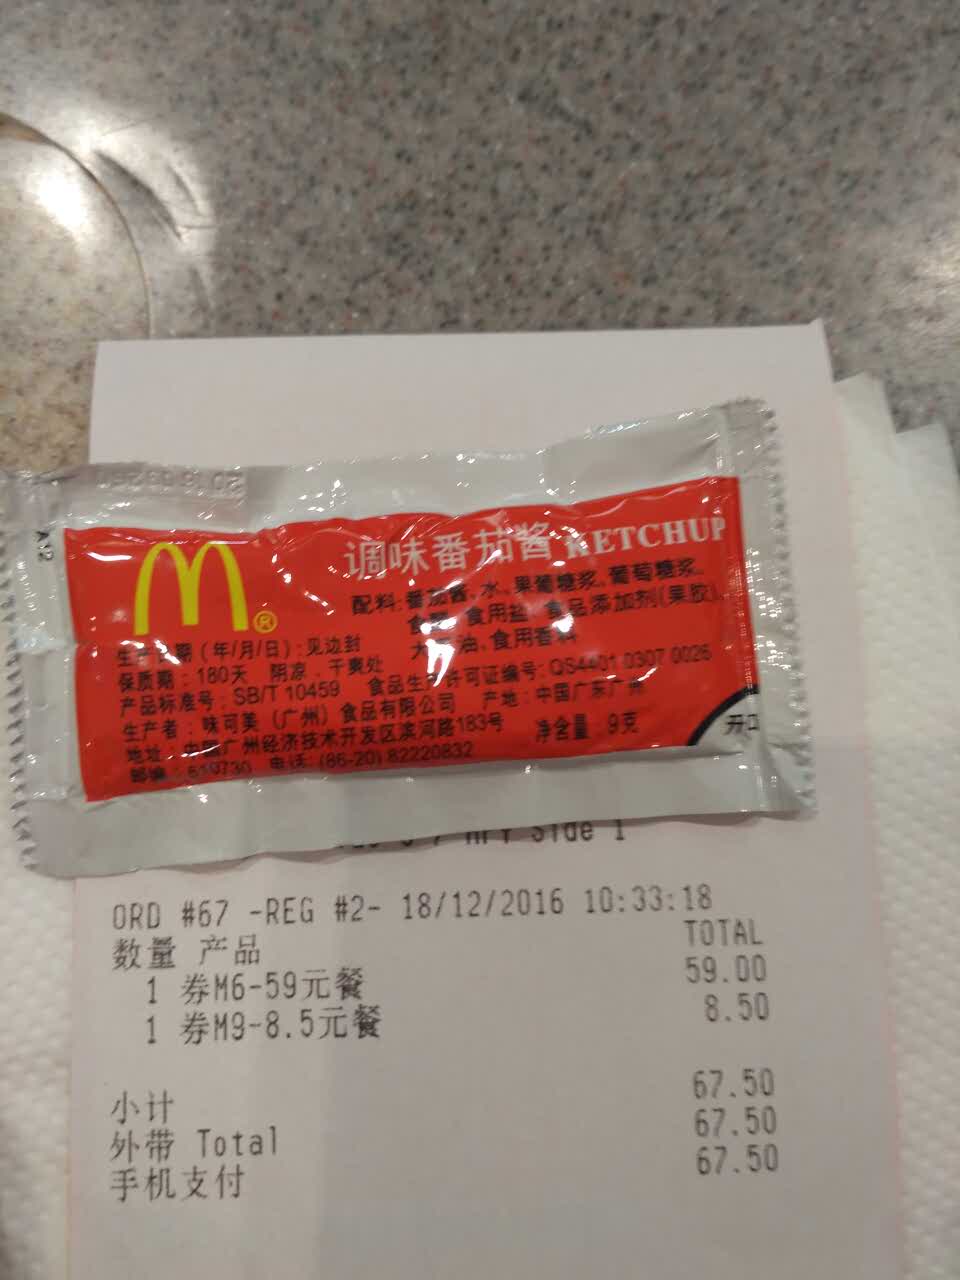 A12
调味番茄酱 KETCHUP
配料:番茄酱、水、果葡糖浆、葡萄糖浆、
食用盐 食品添加剂(果胶)、
油、食用香料
生产日期(年/月/日):见边封
保质期:180天 阴凉、干爽处
产品标准号:SB/T 10459 食品生产许可证编号:QS4401 0307 0026
生产者:味可美(广州)食品有限公司 产地:中国广东广州
地址:中国广州经济技术开发区滨河路183号 净含量:9克
邮编:510730 电话:(86-20) 82220832
开口
Side 1
ORD #67 -REG #2- 18/12/2016 10:33:18
数量 产品 TOTAL
1 券M6-59元餐 59.00
1 券M9-8.5元餐 8.50
小计 67.50
外带 Total 67.50
手机支付 67.50